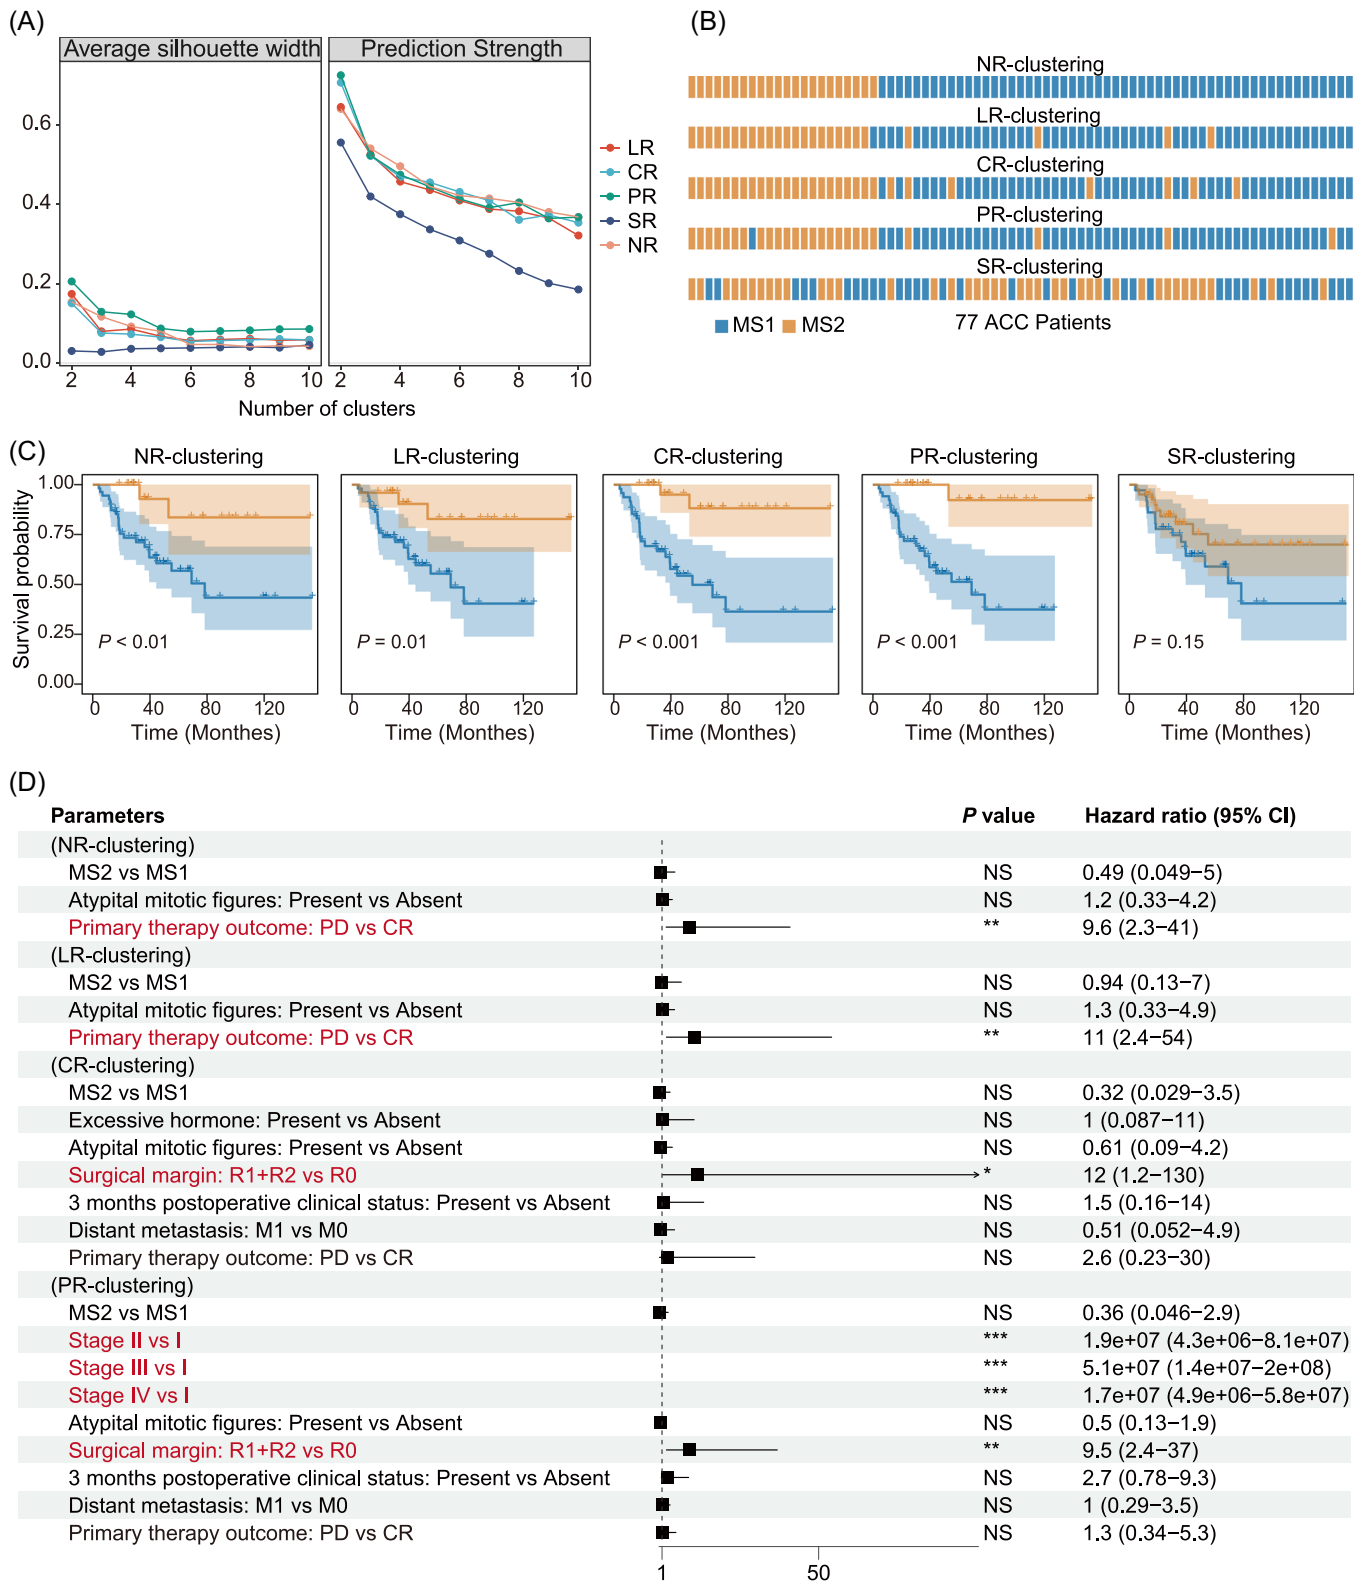 (A)
Average silhouette width
Prediction Strength
0.6
0.4
0.2
0.0
2 4 6 8 10
2 4 6 8 10
Number of clusters
LR
CR
PR
SR
NR
(B)
NR-clustering
LR-clustering
CR-clustering
PR-clustering
SR-clustering
MS1 MS2 77 ACC Patients
(C)
NR-clustering LR-clustering CR-clustering PR-clustering SR-clustering
Survival probability
1.00
0.75
0.50
0.25
0.00
P < 0.01 P = 0.01 P < 0.001 P < 0.001 P = 0.15
0 40 80 120 0 40 80 120 0 40 80 120 0 40 80 120 0 40 80 120
Time (Monthes) Time (Monthes) Time (Monthes) Time (Monthes) Time (Monthes)
(D)
Parameters P value Hazard ratio (95% CI)
(NR-clustering)
MS2 vs MS1 NS 0.49 (0.049−5)
Atypital mitotic figures: Present vs Absent NS 1.2 (0.33−4.2)
Primary therapy outcome: PD vs CR ** 9.6 (2.3−41)
(LR-clustering)
MS2 vs MS1 NS 0.94 (0.13−7)
Atypital mitotic figures: Present vs Absent NS 1.3 (0.33−4.9)
Primary therapy outcome: PD vs CR ** 11 (2.4−54)
(CR-clustering)
MS2 vs MS1 NS 0.32 (0.029−3.5)
Excessive hormone: Present vs Absent NS 1 (0.087−11)
Atypital mitotic figures: Present vs Absent NS 0.61 (0.09−4.2)
Surgical margin: R1+R2 vs R0 * 12 (1.2−130)
3 months postoperative clinical status: Present vs Absent NS 1.5 (0.16−14)
Distant metastasis: M1 vs M0 NS 0.51 (0.052−4.9)
Primary therapy outcome: PD vs CR NS 2.6 (0.23−30)
(PR-clustering)
MS2 vs MS1 NS 0.36 (0.046−2.9)
Stage II vs I *** 1.9e+07 (4.3e+06−8.1e+07)
Stage III vs I *** 5.1e+07 (1.4e+07−2e+08)
Stage IV vs I *** 1.7e+07 (4.9e+06−5.8e+07)
Atypital mitotic figures: Present vs Absent NS 0.5 (0.13−1.9)
Surgical margin: R1+R2 vs R0 ** 9.5 (2.4−37)
3 months postoperative clinical status: Present vs Absent NS 2.7 (0.78−9.3)
Distant metastasis: M1 vs M0 NS 1 (0.29−3.5)
Primary therapy outcome: PD vs CR NS 1.3 (0.34−5.3)
1 50